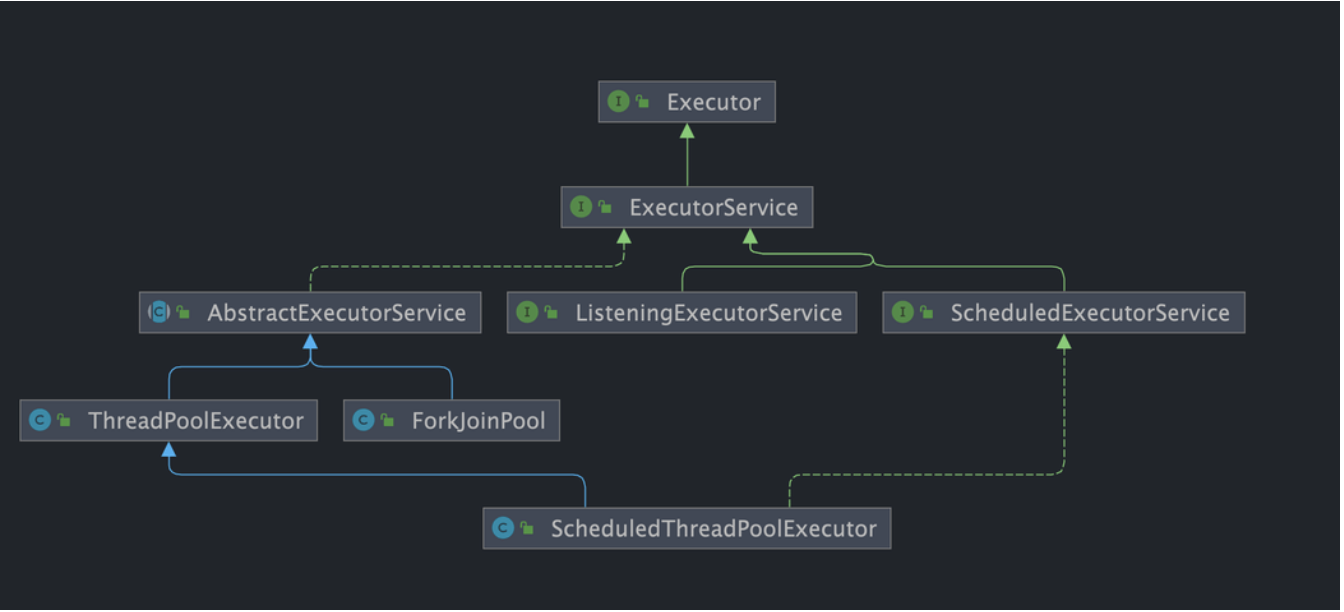 I Executor
I ExecutorService
C AbstractExecutorService
I ListeningExecutorService
I ScheduledExecutorService
C ThreadPoolExecutor
C ForkJoinPool
C ScheduledThreadPoolExecutor